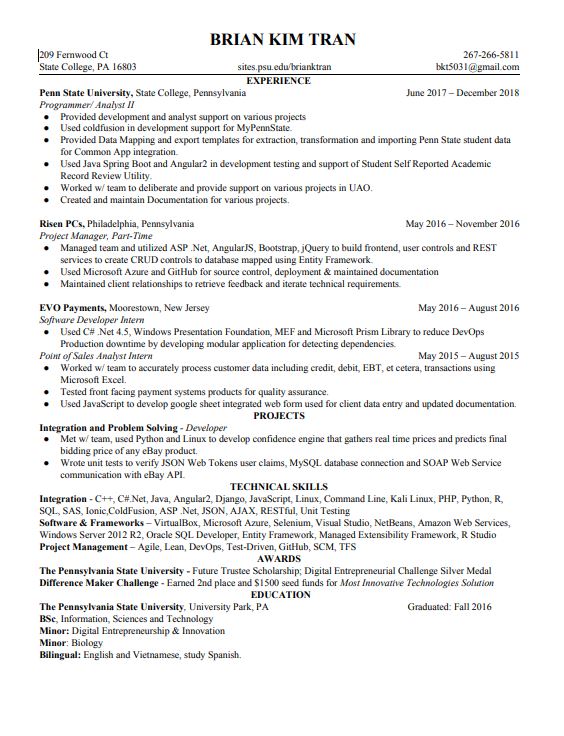 BRIAN KIM TRAN
209 Fernwood Ct 267-266-5811
State College, PA 16803 sites.psu.edu/brianktran bkt5031@gmail.com
EXPERIENCE
Penn State University, State College, Pennsylvania June 2017 – December 2018
Programmer/ Analyst II
● Provided development and analyst support on various projects
● Used coldfusion in development support for MyPennState.
● Provided Data Mapping and export templates for extraction, transformation and importing Penn State student data
for Common App integration.
● Used Java Spring Boot and Angular2 in development testing and support of Student Self Reported Academic
Record Review Utility.
● Worked w/ team to deliberate and provide support on various projects in UAO.
● Created and maintain Documentation for various projects.
Risen PCs, Philadelphia, Pennsylvania May 2016 – November 2016
Project Manager, Part-Time
● Managed team and utilized ASP .Net, AngularJS, Bootstrap, jQuery to build frontend, user controls and REST
services to create CRUD controls to database mapped using Entity Framework.
● Used Microsoft Azure and GitHub for source control, deployment & maintained documentation
● Maintained client relationships to retrieve feedback and iterate technical requirements.
EVO Payments, Moorestown, New Jersey May 2016 – August 2016
Software Developer Intern
● Used C# .Net 4.5, Windows Presentation Foundation, MEF and Microsoft Prism Library to reduce DevOps
Production downtime by developing modular application for detecting dependencies.
Point of Sales Analyst Intern May 2015 – August 2015
● Worked w/ team to accurately process customer data including credit, debit, EBT, et cetera, transactions using
Microsoft Excel.
● Tested front facing payment systems products for quality assurance.
● Used JavaScript to develop google sheet integrated web form used for client data entry and updated documentation.
PROJECTS
Integration and Problem Solving - Developer
● Met w/ team, used Python and Linux to develop confidence engine that gathers real time prices and predicts final
bidding price of any eBay product.
● Wrote unit tests to verify JSON Web Tokens user claims, MySQL database connection and SOAP Web Service
communication with eBay API.
TECHNICAL SKILLS
Integration - C++, C#.Net, Java, Angular2, Django, JavaScript, Linux, Command Line, Kali Linux, PHP, Python, R,
SQL, SAS, Ionic,ColdFusion, ASP .Net, JSON, AJAX, RESTful, Unit Testing
Software & Frameworks – VirtualBox, Microsoft Azure, Selenium, Visual Studio, NetBeans, Amazon Web Services,
Windows Server 2012 R2, Oracle SQL Developer, Entity Framework, Managed Extensibility Framework, R Studio
Project Management – Agile, Lean, DevOps, Test-Driven, GitHub, SCM, TFS
AWARDS
The Pennsylvania State University - Future Trustee Scholarship; Digital Entrepreneurial Challenge Silver Medal
Difference Maker Challenge - Earned 2nd place and $1500 seed funds for Most Innovative Technologies Solution
EDUCATION
The Pennsylvania State University, University Park, PA Graduated: Fall 2016
BSc, Information, Sciences and Technology
Minor: Digital Entrepreneurship & Innovation
Minor: Biology
Bilingual: English and Vietnamese, study Spanish.